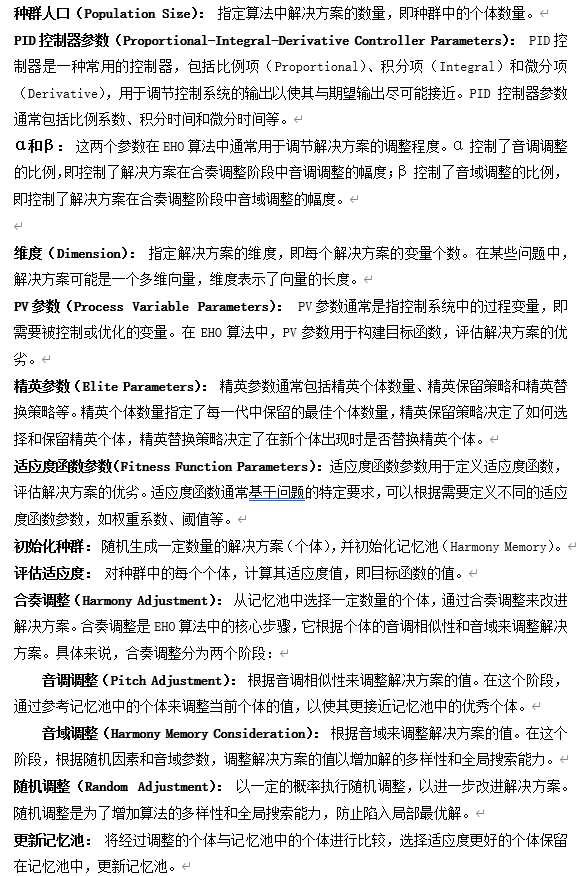 种群人口（Population Size）： 指定算法中解决方案的数量，即种群中的个体数量。
PID 控制器参数（Proportional-Integral-Derivative Controller Parameters）： PID 控
制器是一种常用的控制器，包括比例项（Proportional）、积分项（Integral）和微分项
（Derivative），用于调节控制系统的输出以使其与期望输出尽可能接近。PID 控制器参数
通常包括比例系数、积分时间和微分时间等。
α和β： 这两个参数在 EHO 算法中通常用于调节解决方案的调整程度。α 控制了音调调整
的比例，即控制了解决方案在合奏调整阶段中音调调整的幅度；β 控制了音域调整的比例，
即控制了解决方案在合奏调整阶段中音域调整的幅度。
维度（Dimension）： 指定解决方案的维度，即每个解决方案的变量个数。在某些问题中，
解决方案可能是一个多维向量，维度表示了向量的长度。
PV 参数（Process Variable Parameters）： PV 参数通常是指控制系统中的过程变量，即
需要被控制或优化的变量。在 EHO 算法中，PV 参数用于构建目标函数，评估解决方案的优
劣。
精英参数（Elite Parameters）： 精英参数通常包括精英个体数量、精英保留策略和精英替
换策略等。精英个体数量指定了每一代中保留的最佳个体数量，精英保留策略决定了如何选
择和保留精英个体，精英替换策略决定了在新个体出现时是否替换精英个体。
适应度函数参数(Fitness Function Parameters)：适应度函数参数用于定义适应度函数，
评估解决方案的优劣。适应度函数通常基于问题的特定要求，可以根据需要定义不同的适应
度函数参数，如权重系数、阈值等。
初始化种群：随机生成一定数量的解决方案（个体），并初始化记忆池（Harmony Memory）。
评估适应度： 对种群中的每个个体，计算其适应度值，即目标函数的值。
合奏调整（Harmony Adjustment）： 从记忆池中选择一定数量的个体，通过合奏调整来改进
解决方案。合奏调整是 EHO 算法中的核心步骤，它根据个体的音调相似性和音域来调整解决
方案。具体来说，合奏调整分为两个阶段：
音调调整（Pitch Adjustment）： 根据音调相似性来调整解决方案的值。在这个阶段，
通过参考记忆池中的个体来调整当前个体的值，以使其更接近记忆池中的优秀个体。
音域调整（Harmony Memory Consideration）： 根据音域来调整解决方案的值。在这个
阶段，根据随机因素和音域参数，调整解决方案的值以增加解的多样性和全局搜索能力。
随机调整（Random Adjustment）： 以一定的概率执行随机调整，以进一步改进解决方案。
随机调整是为了增加算法的多样性和全局搜索能力，防止陷入局部最优解。
更新记忆池： 将经过调整的个体与记忆池中的个体进行比较，选择适应度更好的个体保留
在记忆池中，更新记忆池。